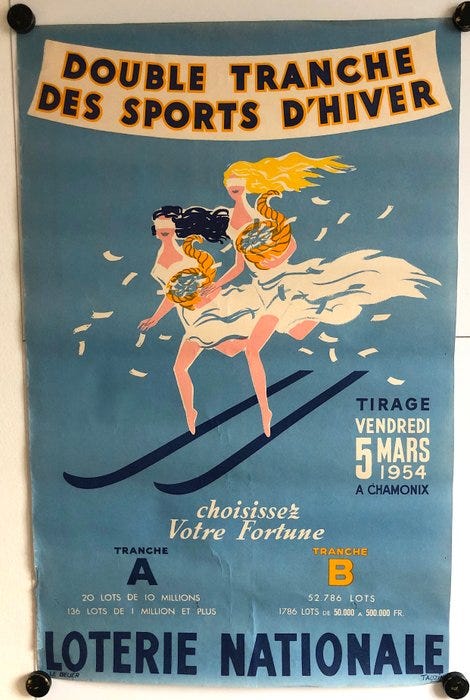 DOUBLE TRANCHE
DES SPORTS D'HIVER
TIRAGE
VENDREDI
5 MARS
1954
A CHAMONIX
choisissez
Votre Fortune
TRANCHE
A
20 LOTS DE 10 MILLIONS
136 LOTS DE 1 MILLION ET PLUS
TRANCHE
B
52.786 LOTS
1786 LOTS DE 50.000 A 500.000 FR.
LOTERIE NATIONALE